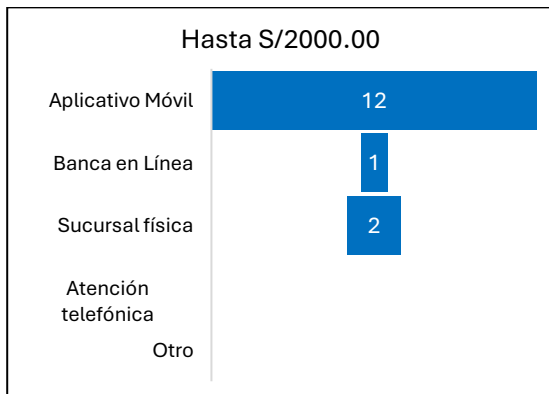 Hasta S/2000.00
Aplicativo Móvil
12
Banca en Línea
1
Sucursal física
2
Atención
telefónica
Otro